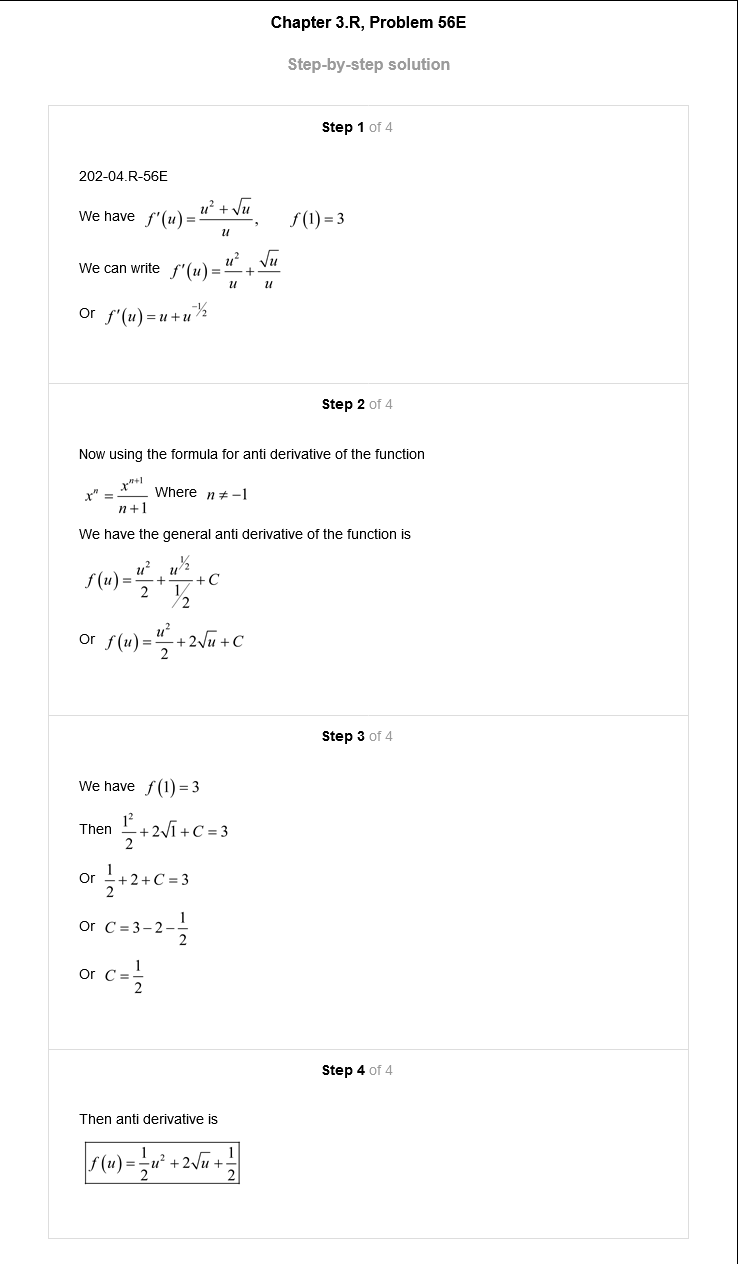 Chapter 3.R, Problem 56E
Step-by-step solution
Step 1 of 4
202-04.R-56E
We have f'(u) = \frac{u^2 + \sqrt{u}}{u}, f(1) = 3
We can write f'(u) = \frac{u^2}{u} + \frac{\sqrt{u}}{u}
Or f'(u) = u + u^{-1/2}
Step 2 of 4
Now using the formula for anti derivative of the function
x^n = \frac{x^{n+1}}{n+1} Where n ≠ −1
We have the general anti derivative of the function is
f(u) = \frac{u^2}{2} + \frac{u^{1/2}}{1/2} + C
Or f(u) = \frac{u^2}{2} + 2\sqrt{u} + C
Step 3 of 4
We have f(1) = 3
Then \frac{1^2}{2} + 2\sqrt{1} + C = 3
Or \frac{1}{2} + 2 + C = 3
Or C = 3 − 2 − \frac{1}{2}
Or C = \frac{1}{2}
Step 4 of 4
Then anti derivative is
f(u) = \frac{1}{2}u^2 + 2\sqrt{u} + \frac{1}{2}